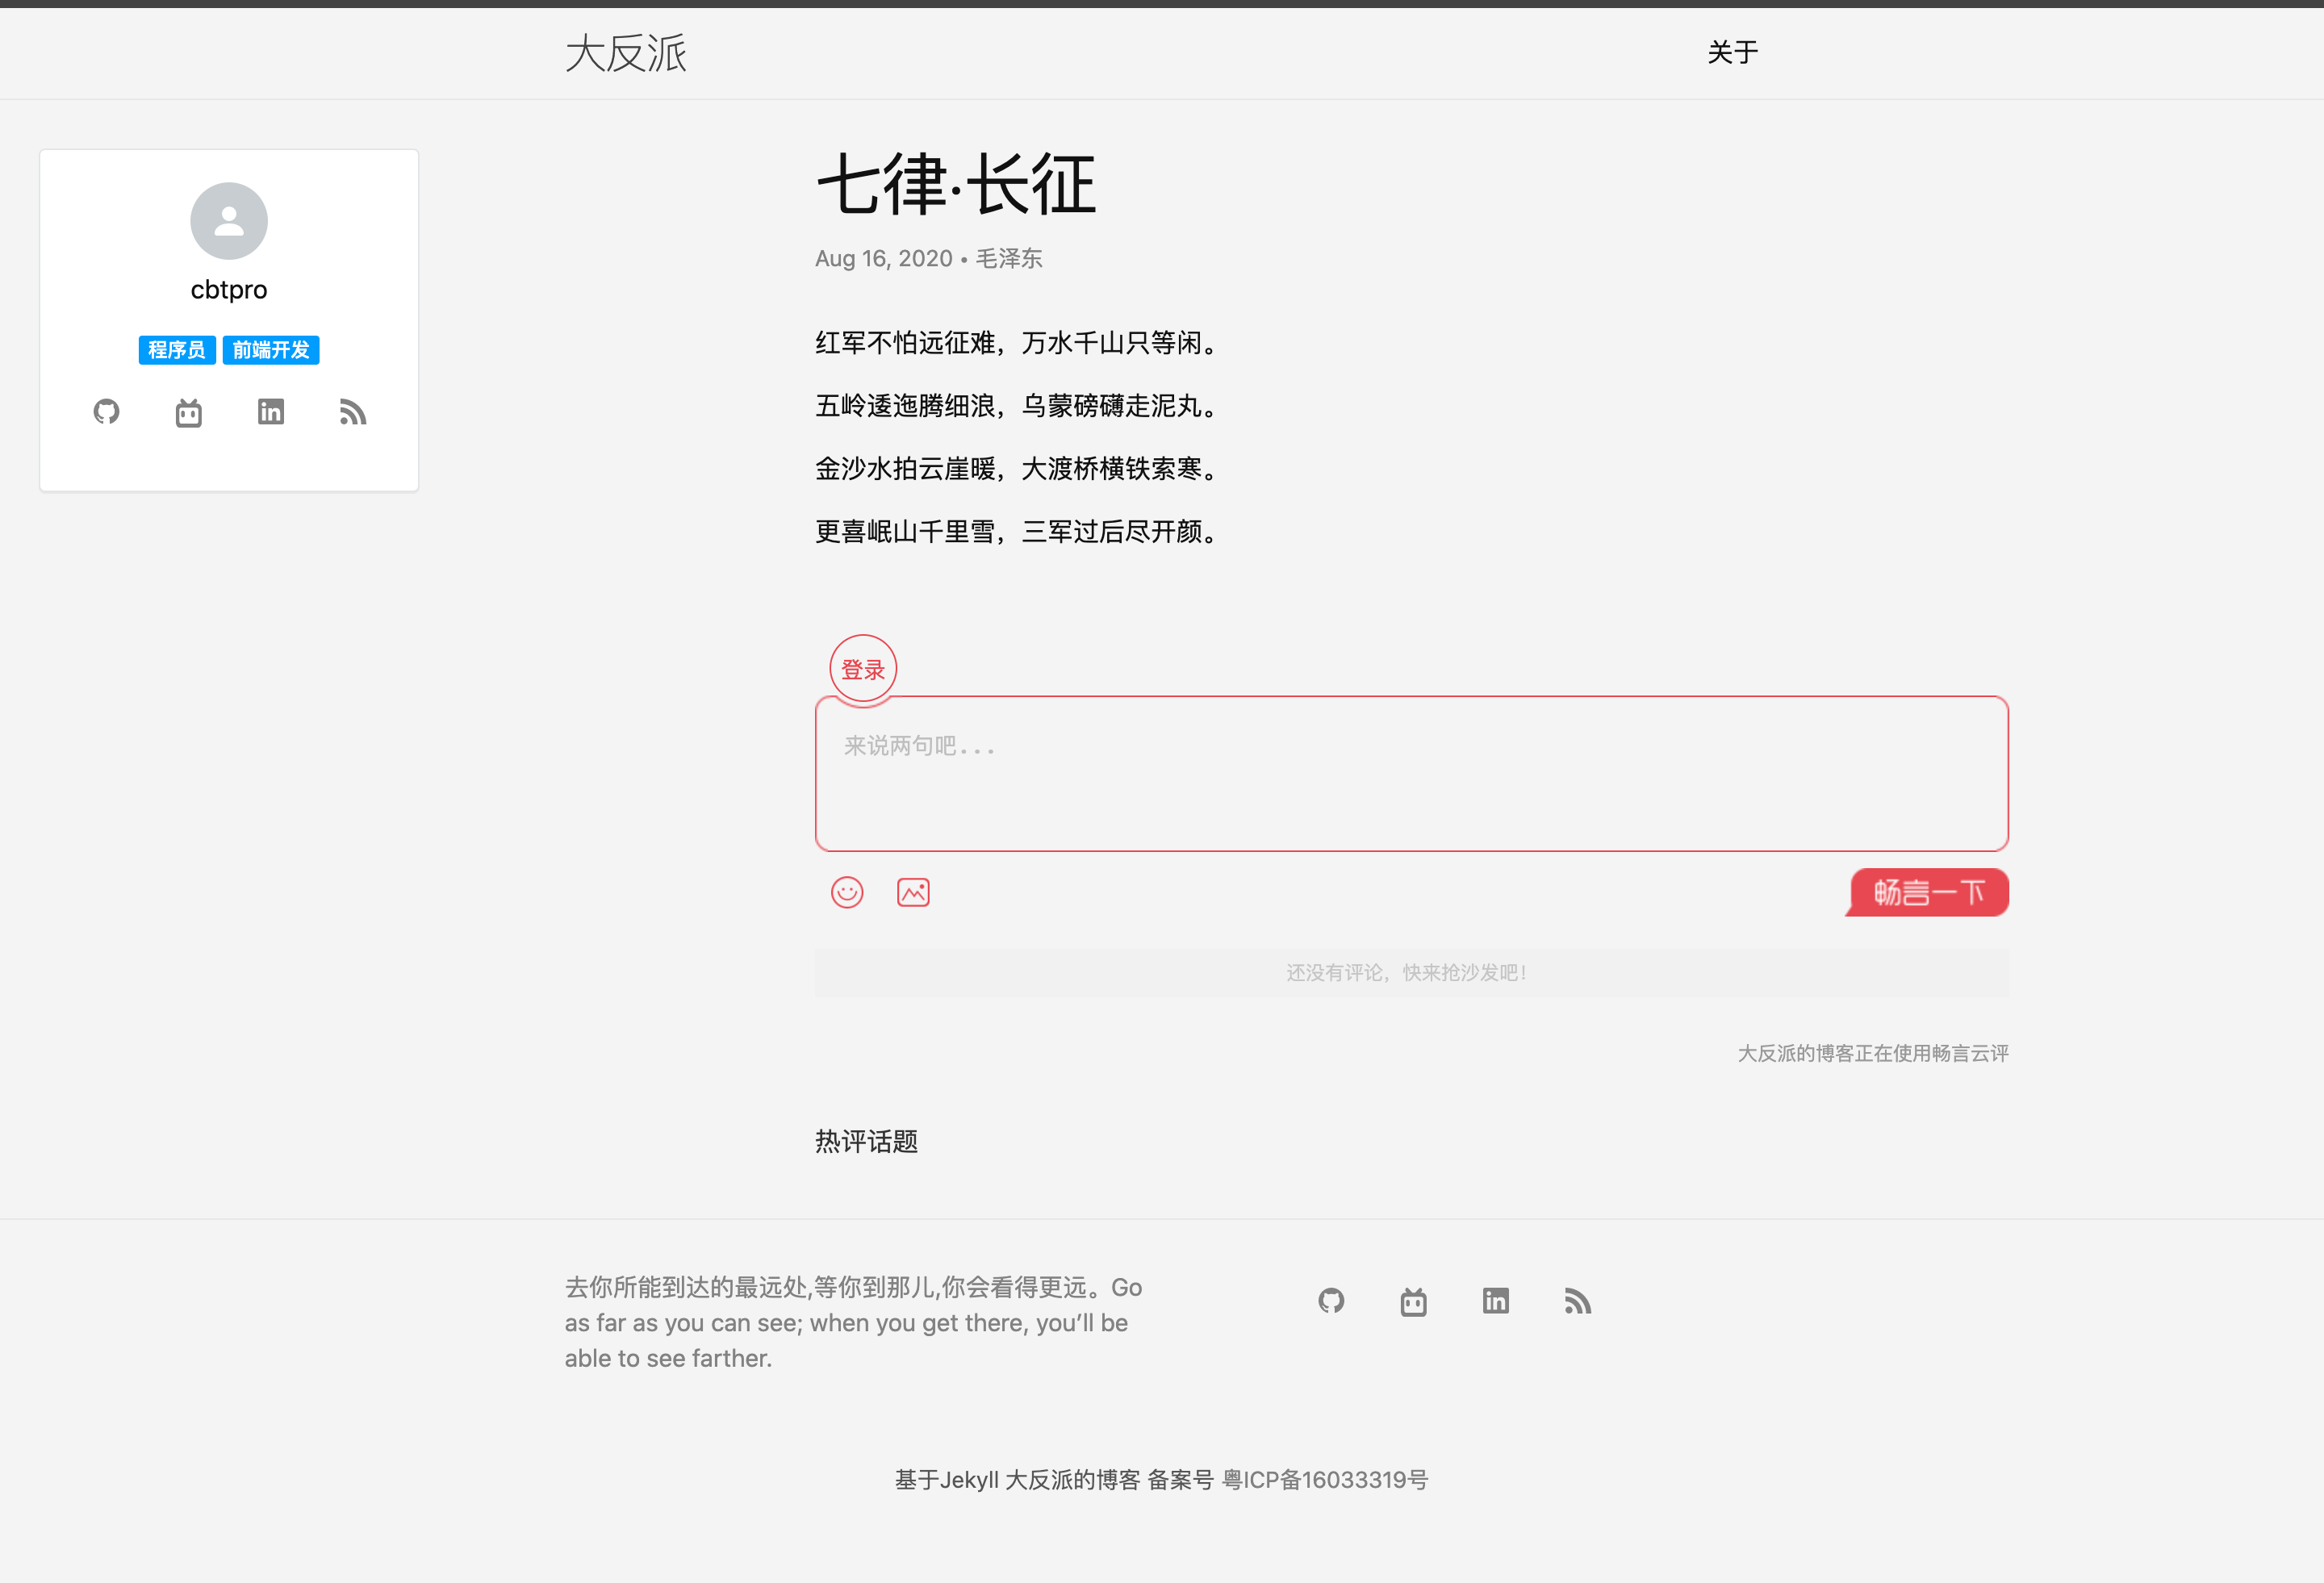 大反派
关于
cbtpro
程序员 前端开发
七律·长征
Aug 16, 2020 • 毛泽东
红军不怕远征难，万水千山只等闲。
五岭逶迤腾细浪，乌蒙磅礴走泥丸。
金沙水拍云崖暖，大渡桥横铁索寒。
更喜岷山千里雪，三军过后尽开颜。
登录
来说两句吧...
畅言一下
还没有评论，快来抢沙发吧！
大反派的博客正在使用畅言云评
热评话题
去你所能到达的最远处,等你到那儿,你会看得更远。Go
as far as you can see; when you get there, you’ll be
able to see farther.
基于Jekyll 大反派的博客 备案号 粤ICP备16033319号